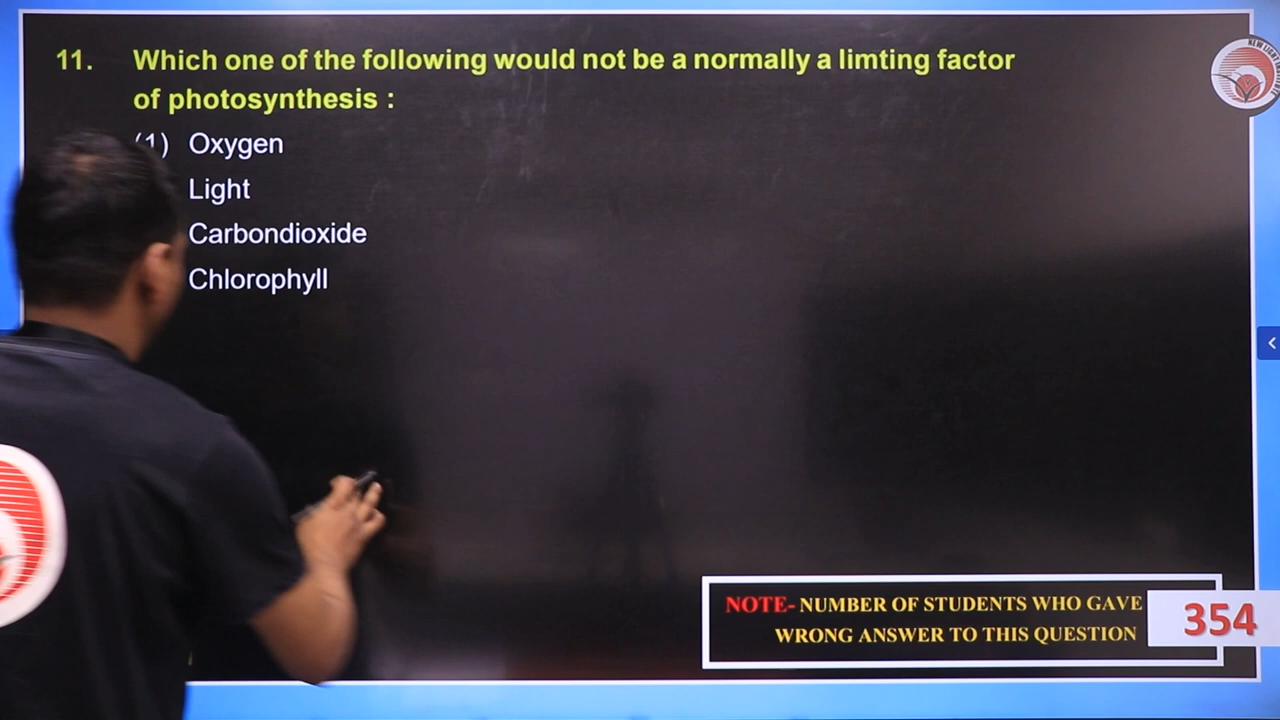 11. Which one of the following would not be a normally a limting factor
of photosynthesis :
(1) Oxygen
Light
Carbondioxide
Chlorophyll
NOTE- NUMBER OF STUDENTS WHO GAVE
WRONG ANSWER TO THIS QUESTION
354